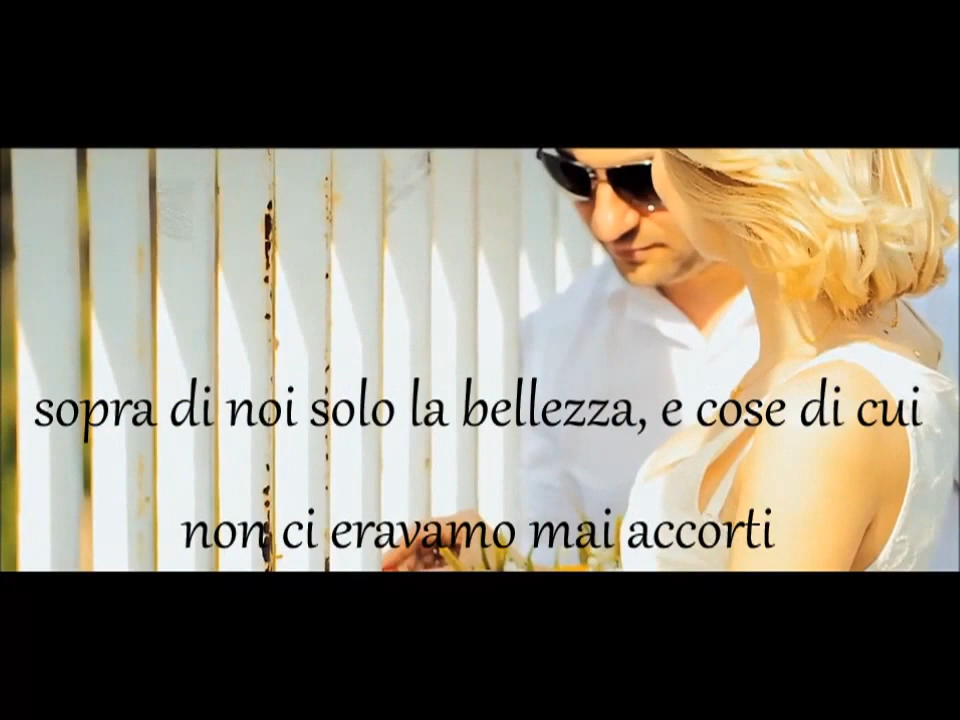 sopra di noi solo la bellezza, e cose di cui
non ci eravamo mai accorti